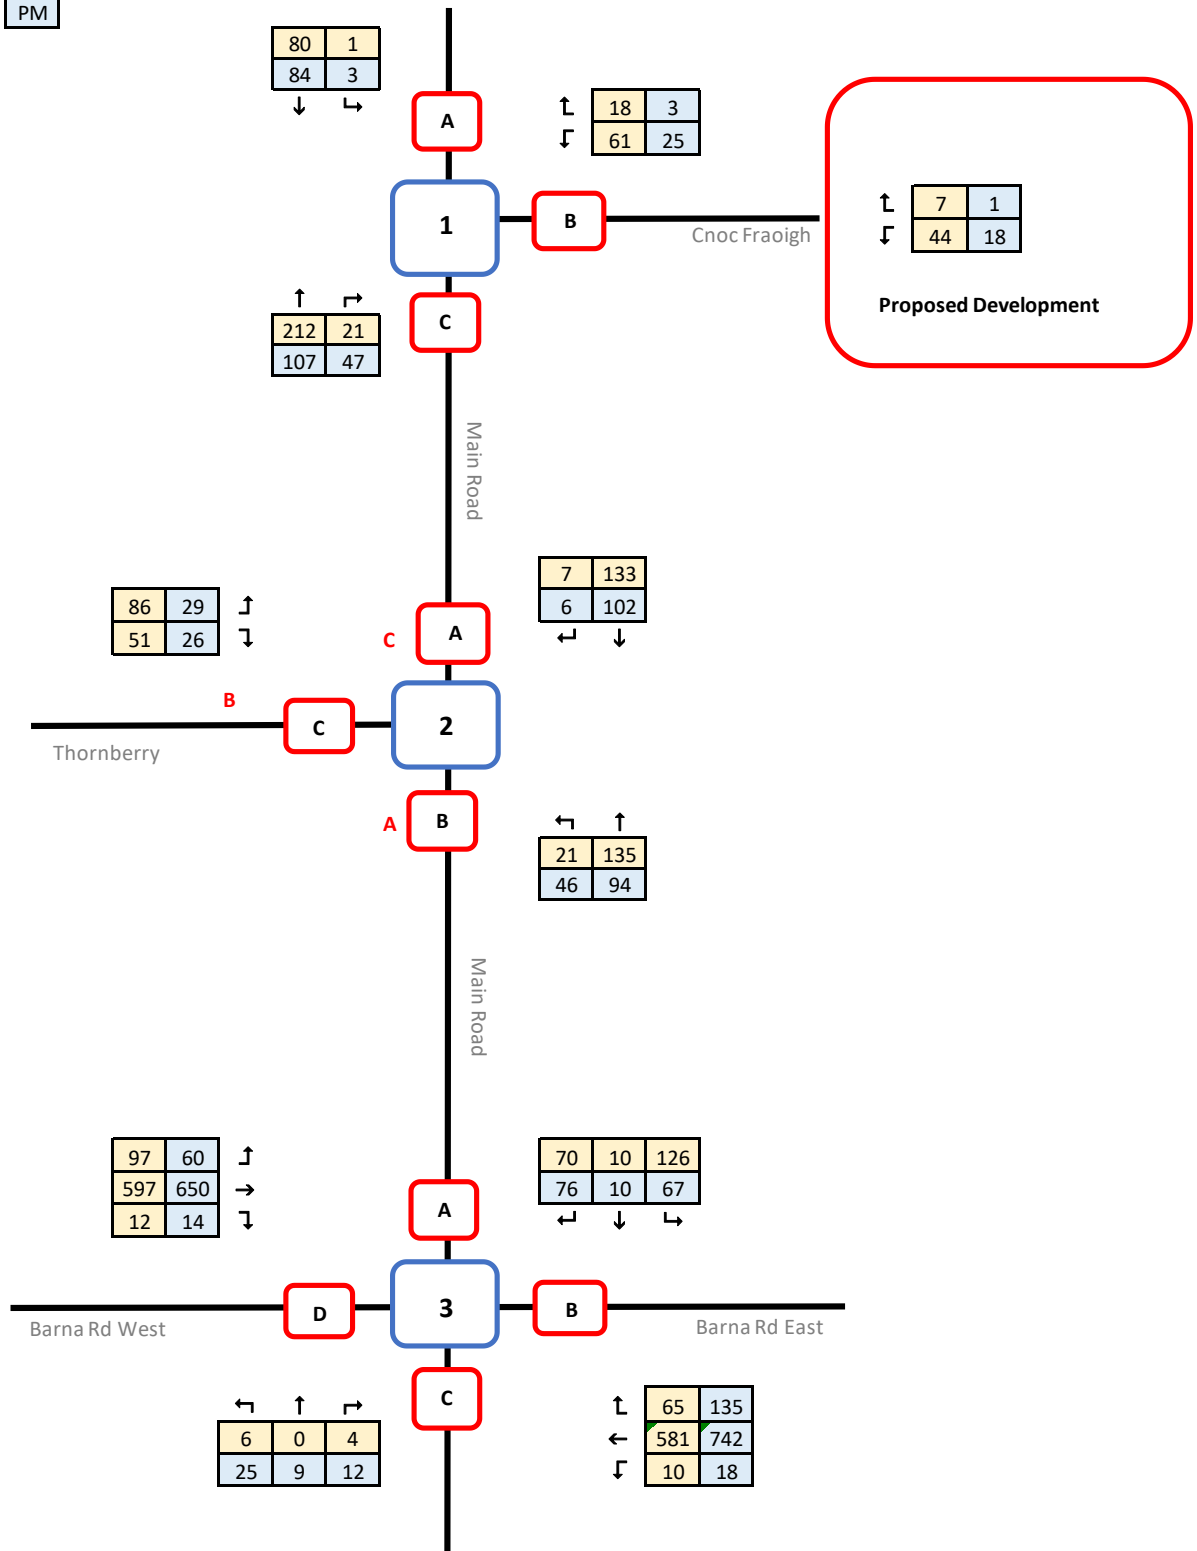 PM
80 1
84 3
↓ ↳
A
↑ 18 3
↓ 61 25
1
B
Cnoc Fraoigh
7 1
44 18
Proposed Development
↑ ↱
212 21
107 47
C
Main Road
7 133
6 102
↲ ↓
86 29
51 26
C
A
B
C
2
Thornberry
A
B
↰ ↑
21 135
46 94
Main Road
97 60
597 650 →
12 14
70 10 126
76 10 67
↲ ↓ ↳
A
D
3
B
Barna Rd West
Barna Rd East
C
↰ ↑ ↱
6 0 4
25 9 12
65 135
← 581 742
10 18